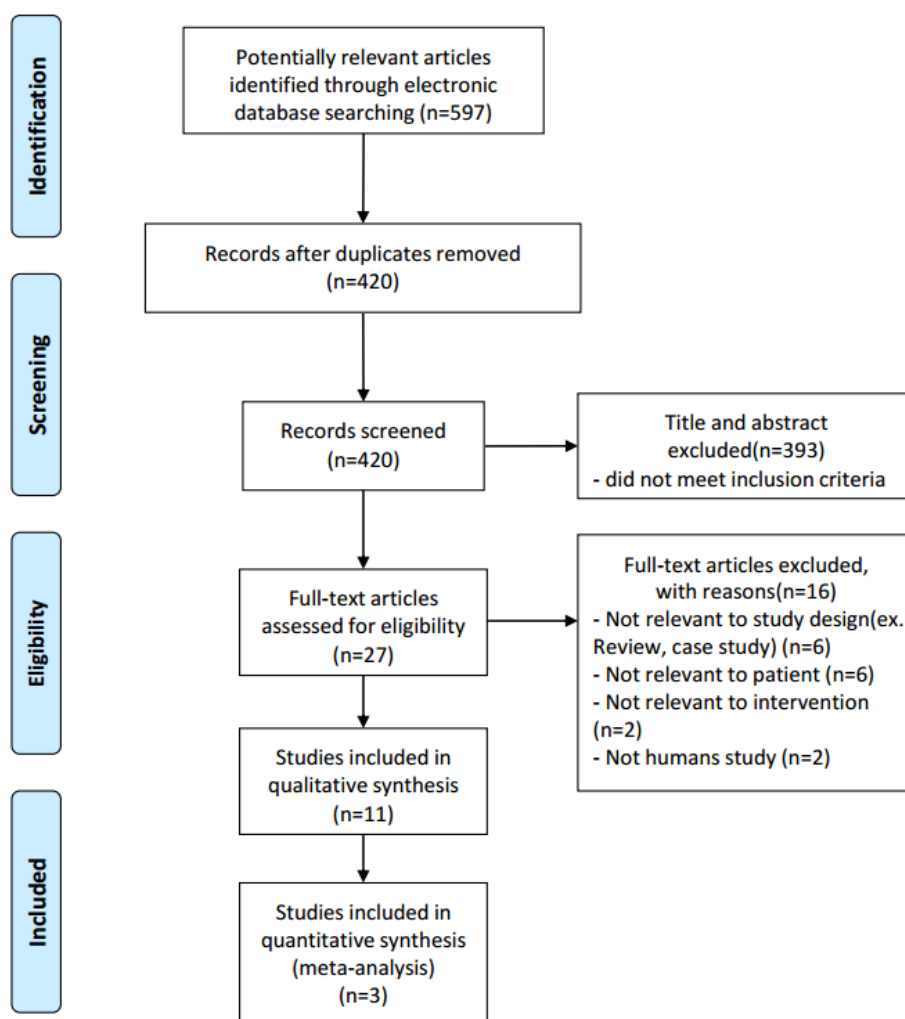 Identification
Potentially relevant articles
identified through electronic
database searching (n=597)
Records after duplicates removed
(n=420)
Screening
Records screened
(n=420)
Title and abstract
excluded(n=393)
- did not meet inclusion criteria
Eligibility
Full-text articles
assessed for eligibility
(n=27)
Full-text articles excluded,
with reasons(n=16)
- Not relevant to study design(ex.
Review, case study) (n=6)
- Not relevant to patient (n=6)
- Not relevant to intervention
(n=2)
- Not humans study (n=2)
Studies included in
qualitative synthesis
(n=11)
Included
Studies included in
quantitative synthesis
(meta-analysis)
(n=3)